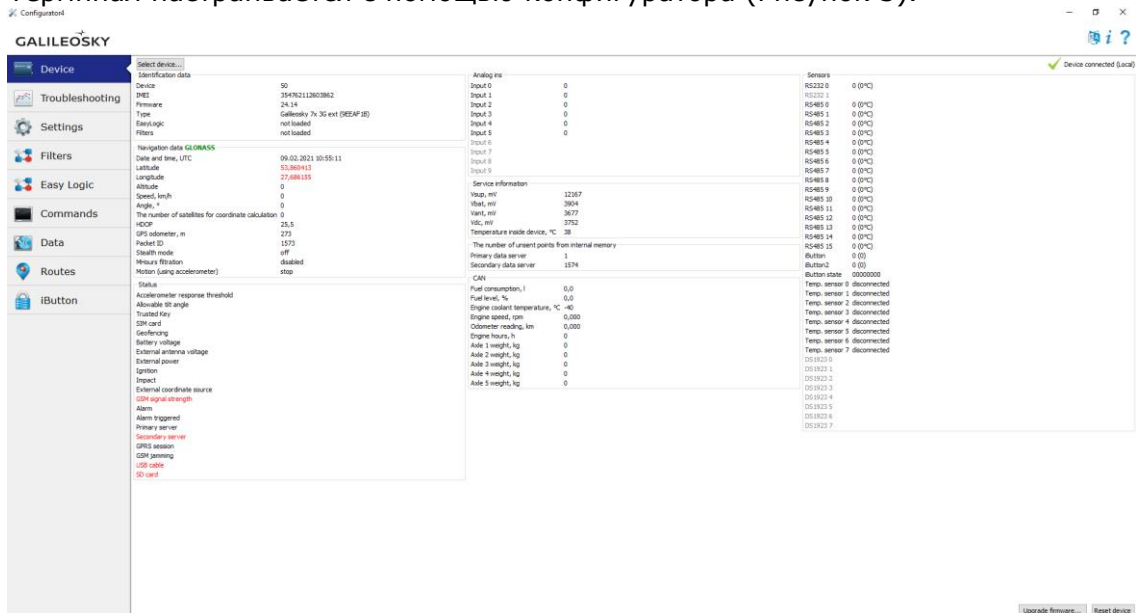 терминал настраивается с помощью конфигуратора (Рисунок 3).
Configurator4
GALILEOSKY
Device
Troubleshooting
Settings
Filters
Easy Logic
Commands
Data
Routes
iButton
Select device...
Device connected (Local)
Identification data
Device 50
IMEI 354762112603862
Firmware 24.14
Type Galileosky 7x 3G ext (9EEAF1B)
EasyLogic not loaded
Filters not loaded
Navigation data GLONASS
Date and time, UTC 09.02.2021 10:55:11
Latitude 53,860413
Longitude 27,686135
Altitude 0
Speed, km/h 0
Angle, ° 0
The number of satellites for coordinate calculation 0
HDOP 25,5
GPS odometer, m 273
Packet ID 1573
Stealth mode off
MHours filtration disabled
Motion (using accelerometer) stop
Status
Accelerometer response threshold
Allowable tilt angle
Trusted Key
SIM card
Geofencing
Battery voltage
External antenna voltage
External power
Ignition
Impact
External coordinate source
GSM signal strength
Alarm
Alarm triggered
Primary server
Secondary server
GPRS session
GSM jamming
USB cable
SD card
Analog ins
Input 0 0
Input 1 0
Input 2 0
Input 3 0
Input 4 0
Input 5 0
Input 6
Input 7
Input 8
Input 9
Service information
Vsup, mV 12167
Vbat, mV 3904
Vant, mV 3677
Vdc, mV 3752
Temperature inside device, °C 38
The number of unsent points from internal memory
Primary data server 1
Secondary data server 1574
CAN
Fuel consumption, l 0,0
Fuel level, % 0,0
Engine coolant temperature, °C -40
Engine speed, rpm 0,000
Odometer reading, km 0,000
Engine hours, h 0
Axle 1 weight, kg 0
Axle 2 weight, kg 0
Axle 3 weight, kg 0
Axle 4 weight, kg 0
Axle 5 weight, kg 0
Sensors
RS232 0 0 (0°C)
RS232 1
RS485 0 0 (0°C)
RS485 1 0 (0°C)
RS485 2 0 (0°C)
RS485 3 0 (0°C)
RS485 4 0 (0°C)
RS485 5 0 (0°C)
RS485 6 0 (0°C)
RS485 7 0 (0°C)
RS485 8 0 (0°C)
RS485 9 0 (0°C)
RS485 10 0 (0°C)
RS485 11 0 (0°C)
RS485 12 0 (0°C)
RS485 13 0 (0°C)
RS485 14 0 (0°C)
RS485 15 0 (0°C)
iButton 0 (0)
iButton2 0 (0)
iButton state 00000000
Temp. sensor 0 disconnected
Temp. sensor 1 disconnected
Temp. sensor 2 disconnected
Temp. sensor 3 disconnected
Temp. sensor 4 disconnected
Temp. sensor 5 disconnected
Temp. sensor 6 disconnected
Temp. sensor 7 disconnected
DS1923 0
DS1923 1
DS1923 2
DS1923 3
DS1923 4
DS1923 5
DS1923 6
DS1923 7
Upgrade firmware... Reset device